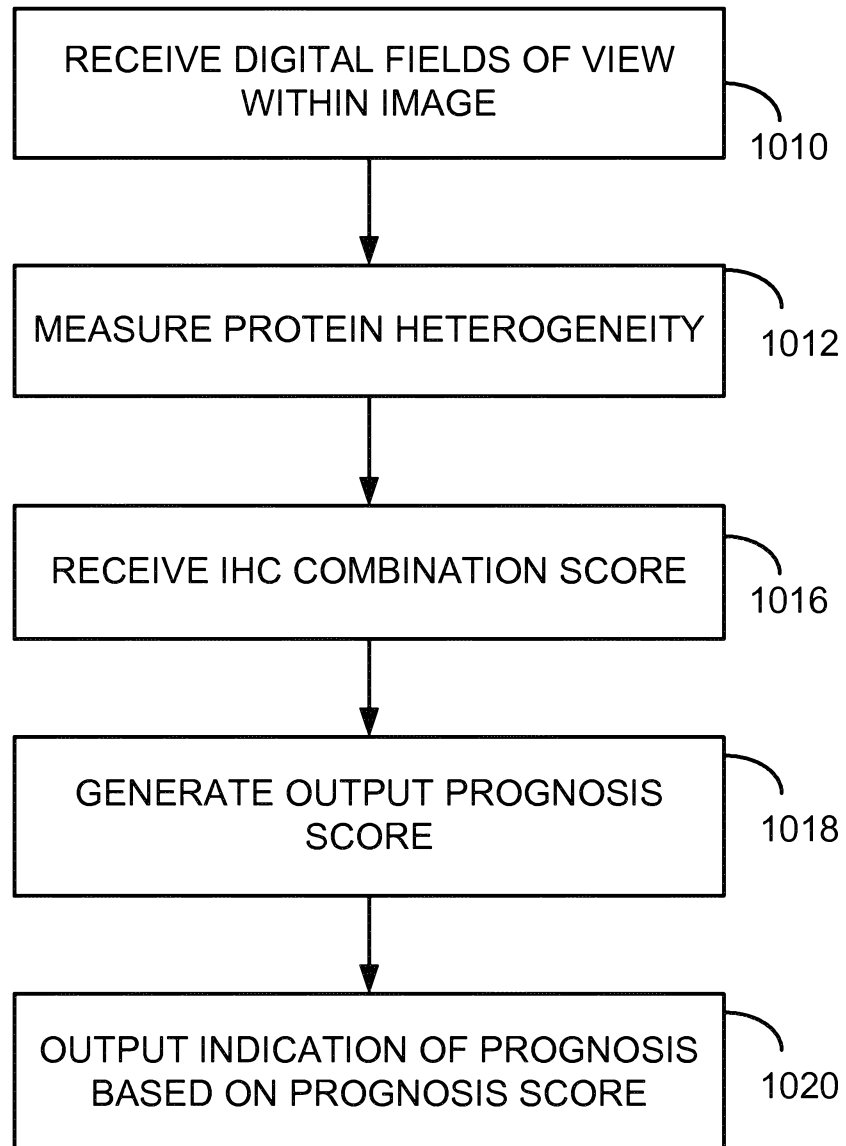 RECEIVE DIGITAL FIELDS OF VIEW
WITHIN IMAGE
1010
MEASURE PROTEIN HETEROGENEITY
1012
RECEIVE IHC COMBINATION SCORE
1016
GENERATE OUTPUT PROGNOSIS
SCORE
1018
OUTPUT INDICATION OF PROGNOSIS
BASED ON PROGNOSIS SCORE
1020